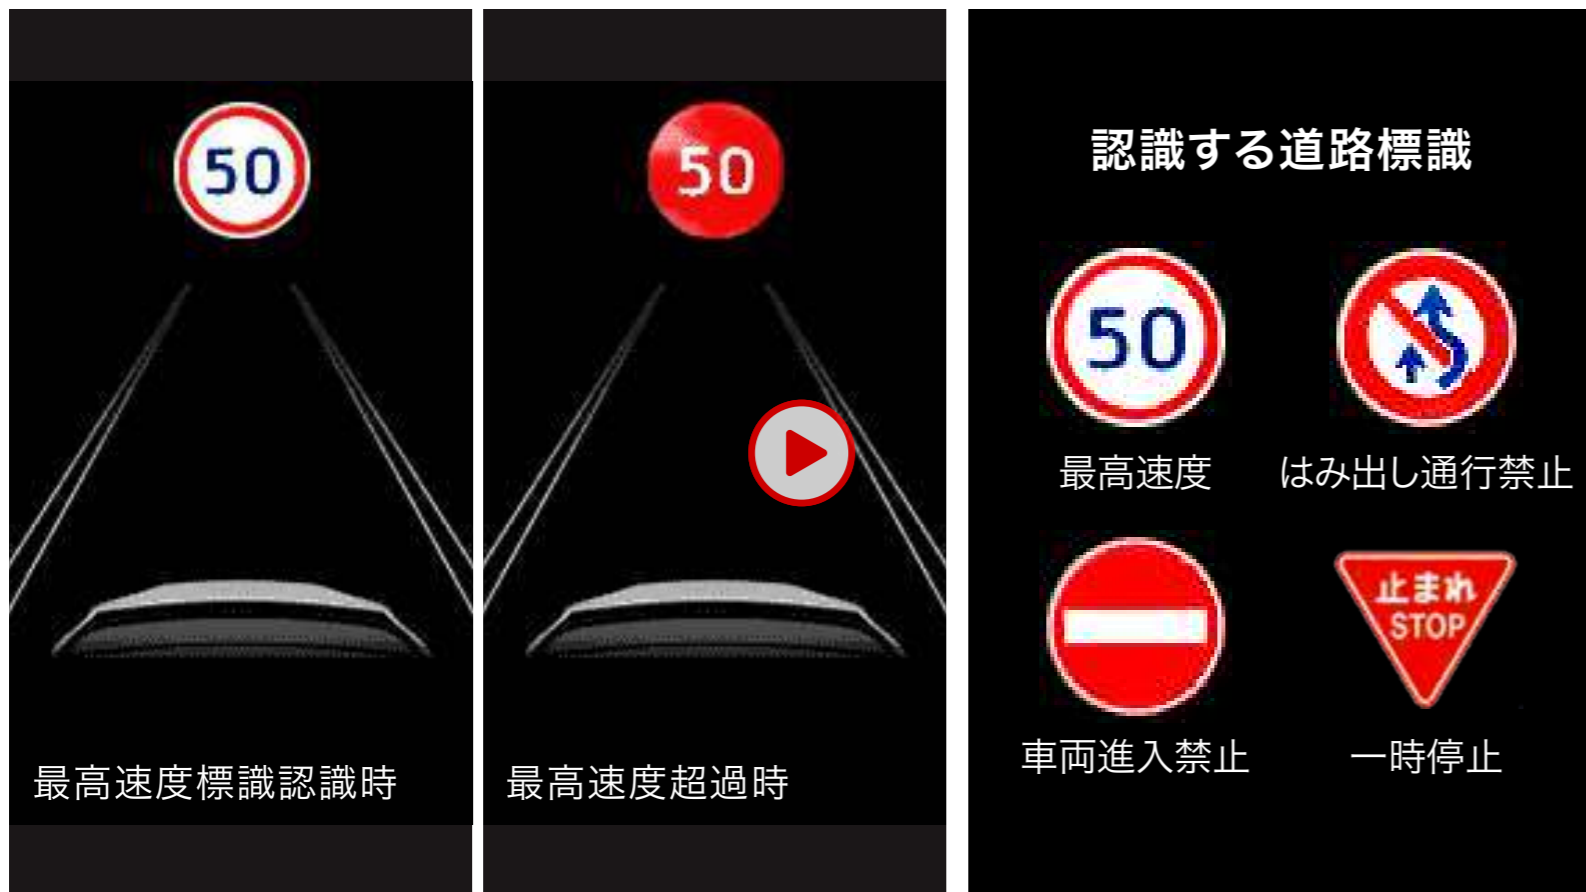 50
最高速度標識認識時
50
最高速度超過時
認識する道路標識
50
最高速度
はみ出し通行禁止
止まれ
STOP
車両進入禁止
一時停止